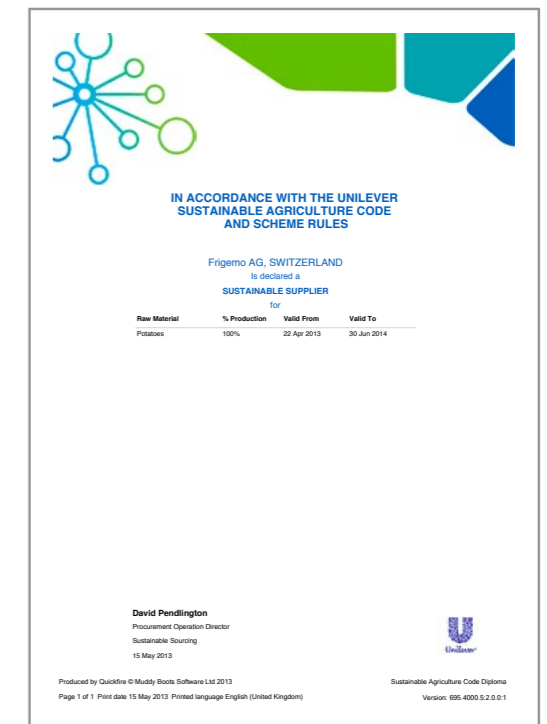 IN ACCORDANCE WITH THE UNILEVER
SUSTAINABLE AGRICULTURE CODE
AND SCHEME RULES
Frigemo AG, SWITZERLAND
Is declared a
SUSTAINABLE SUPPLIER
for
Raw Material % Production Valid From Valid To
Potatoes 100% 22 Apr 2013 30 Jun 2014
David Pendlington
Procurement Operation Director
Sustainable Sourcing
15 May 2013
Unilever
Produced by Quickfire © Muddy Boots Software Ltd 2013 Sustainable Agriculture Code Diploma
Page 1 of 1 Print date 15 May 2013 Printed language English (United Kingdom) Version: 695.4000.5:2.0.0:1